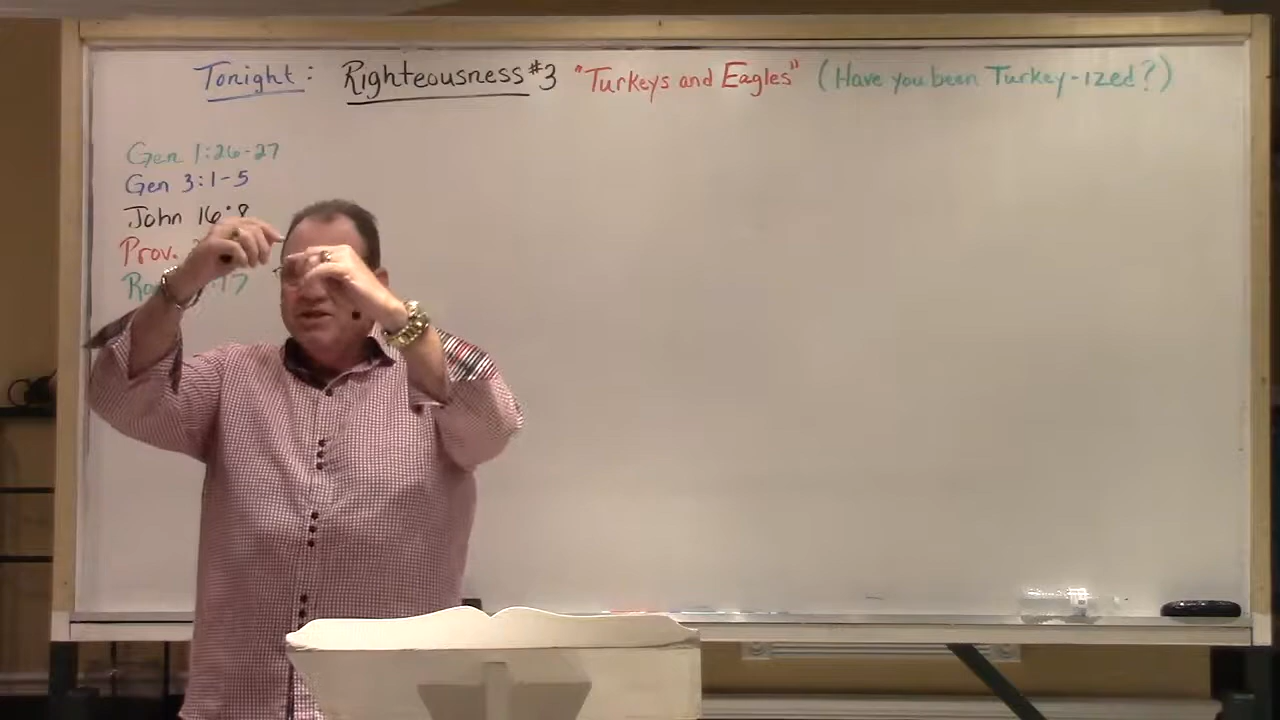 Tonight: Righteousness #3 "Turkeys and Eagles" (Have you been Turkey-ized?)
Gen 1:26-27
Gen 3:1-5
John 16:8
Prov.